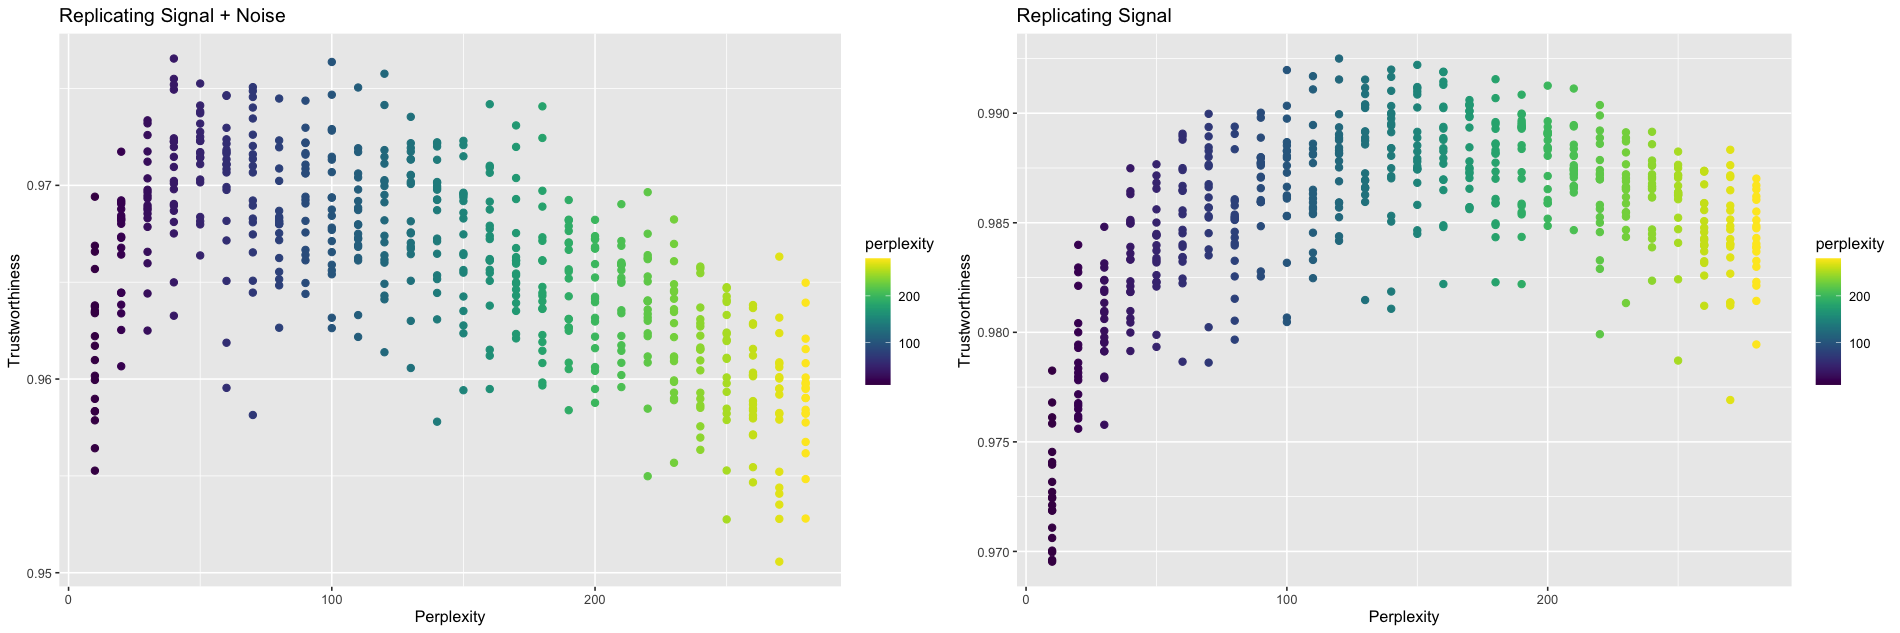 Replicating Signal + Noise
Trustworthiness
0.97
0.96
0.95
0
100
200
Perplexity
perplexity
200
100
Replicating Signal
Trustworthiness
0.990
0.985
0.980
0.975
0.970
0
100
200
Perplexity
perplexity
200
100